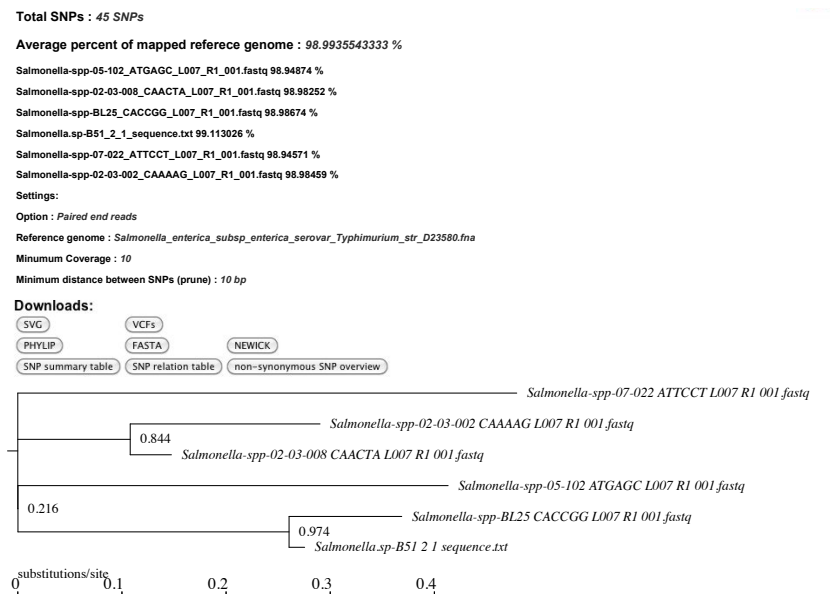 Total SNPs : 45 SNPs
Average percent of mapped referece genome : 98.9935543333 %
Salmonella-spp-05-102_ATGAGC_L007_R1_001.fastq 98.94874 %
Salmonella-spp-02-03-008_CAACTA_L007_R1_001.fastq 98.98252 %
Salmonella-spp-BL25_CACCGG_L007_R1_001.fastq 98.98674 %
Salmonella.sp-B51_2_1_sequence.txt 99.113026 %
Salmonella-spp-07-022_ATTCCT_L007_R1_001.fastq 98.94571 %
Salmonella-spp-02-03-002_CAAAAG_L007_R1_001.fastq 98.98459 %
Settings:
Option : Paired end reads
Reference genome : Salmonella_enterica_subsp_enterica_serovar_Typhimurium_str_D23580.fna
Minumum Coverage : 10
Minimum distance between SNPs (prune) : 10 bp
Downloads:
SVG VCFs
PHYLIP FASTA NEWICK
SNP summary table SNP relation table non-synonymous SNP overview
Salmonella-spp-07-022 ATTCCT L007 R1 001.fastq
Salmonella-spp-02-03-002 CAAAAG L007 R1 001.fastq
0.844
Salmonella-spp-02-03-008 CAACTA L007 R1 001.fastq
Salmonella-spp-05-102 ATGAGC L007 R1 001.fastq
0.216
Salmonella-spp-BL25 CACCGG L007 R1 001.fastq
0.974
Salmonella.sp-B51 2 1 sequence.txt
substitutions/site
0 0.1 0.2 0.3 0.4